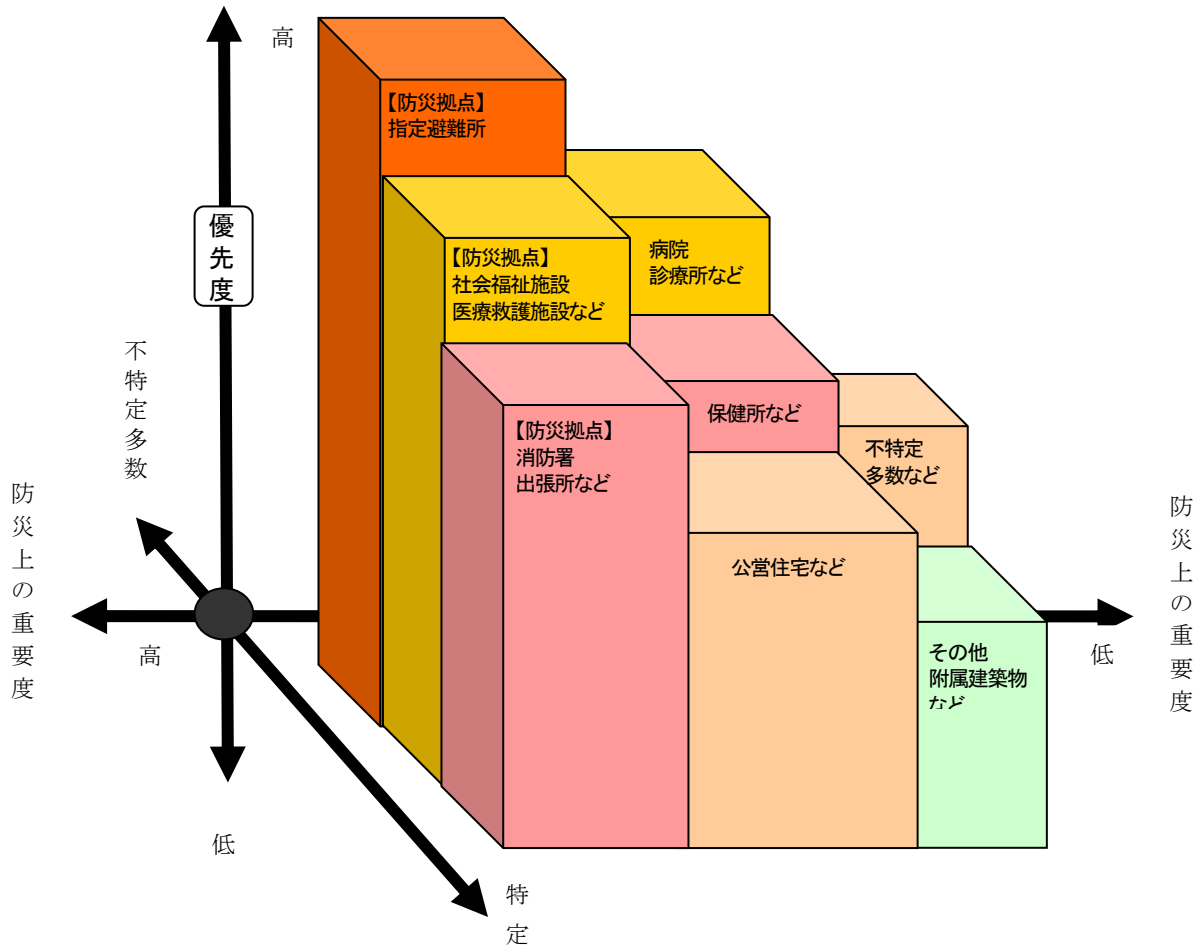 高
【防災拠点】
指定避難所
優先度
病院
診療所など
【防災拠点】
社会福祉施設
医療救護施設など
不特定多数
保健所など
【防災拠点】
消防署
出張所など
不特定
多数など
防災上の重要度
防災上の重要度
公営住宅など
高
低
その他
附属建築物
など
低
特定